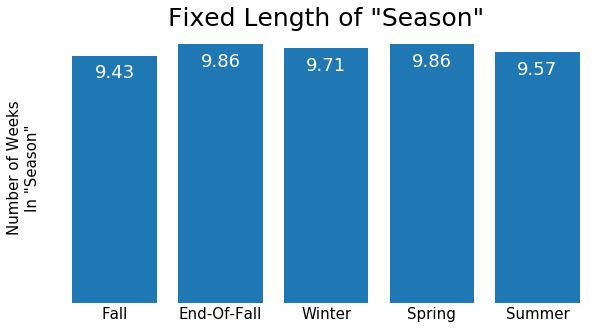 Fixed Length of "Season"
Number of Weeks
In "Season"
9.43
9.86
9.71
9.86
9.57
Fall
End-Of-Fall
Winter
Spring
Summer